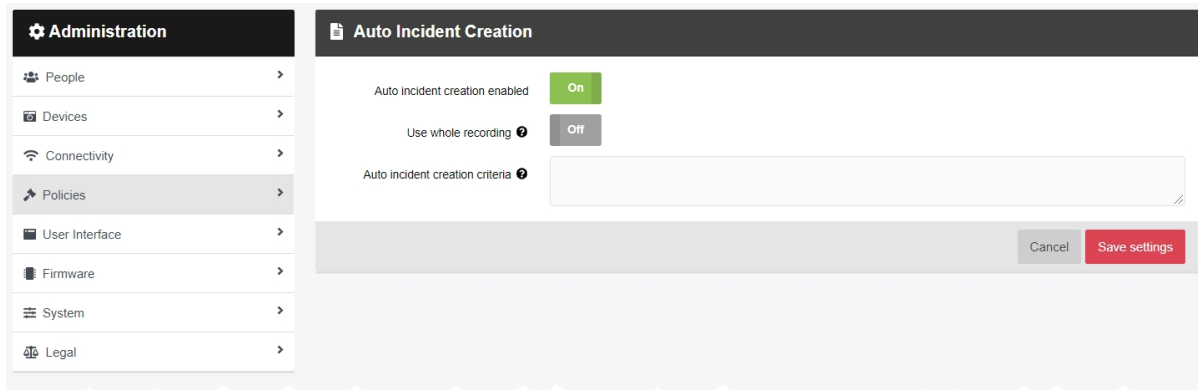 Administration
People
Devices
Connectivity
Policies
User Interface
Firmware
System
Legal
Auto Incident Creation
Auto incident creation enabled On
Use whole recording ? Off
Auto incident creation criteria ?
Cancel Save settings